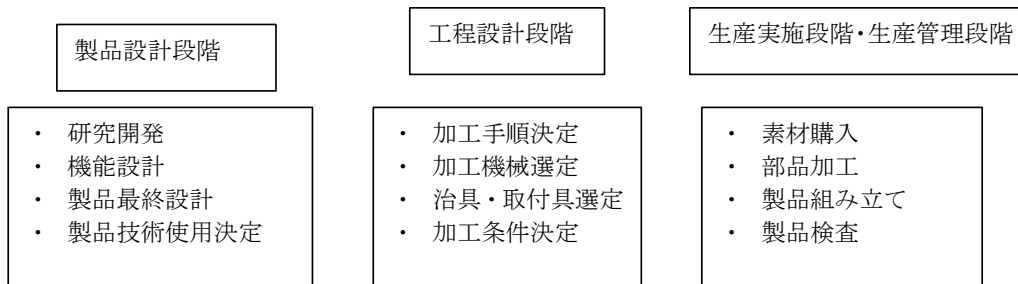 製品設計段階
・ 研究開発
・ 機能設計
・ 製品最終設計
・ 製品技術使用決定
工程設計段階
・ 加工手順決定
・ 加工機械選定
・ 治具・取付具選定
・ 加工条件決定
生産実施段階・生産管理段階
・ 素材購入
・ 部品加工
・ 製品組み立て
・ 製品検査